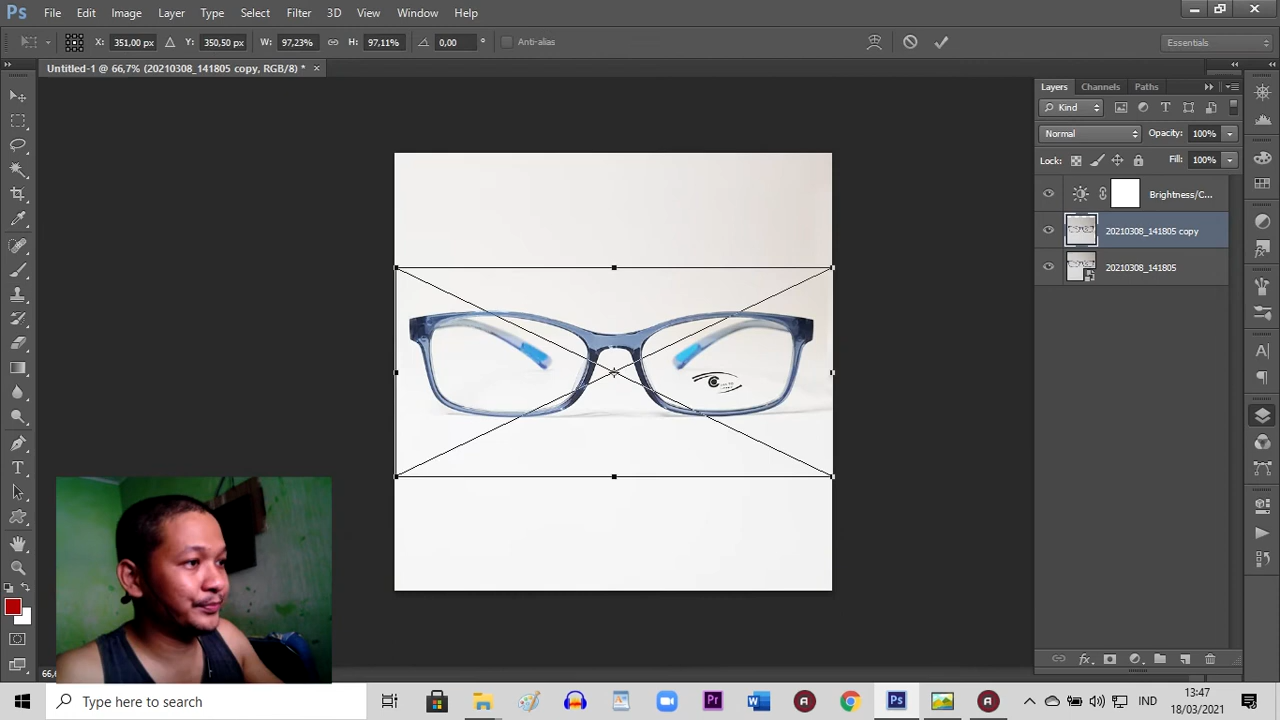 Ps File Edit Image Layer Type Select Filter 3D View Window Help
X: 351,00 px Y: 350,50 px W: 97,23% H: 97,11% 0,00 ° Anti-alias Essentials
Untitled-1 @ 66,7% (20210308_141805 copy, RGB/8) * ×
Layers Channels Paths
Kind
Normal Opacity: 100%
Lock: Fill: 100%
Brightness/C...
20210308_141805 copy
20210308_141805
Type here to search
IND
13:47
18/03/2021